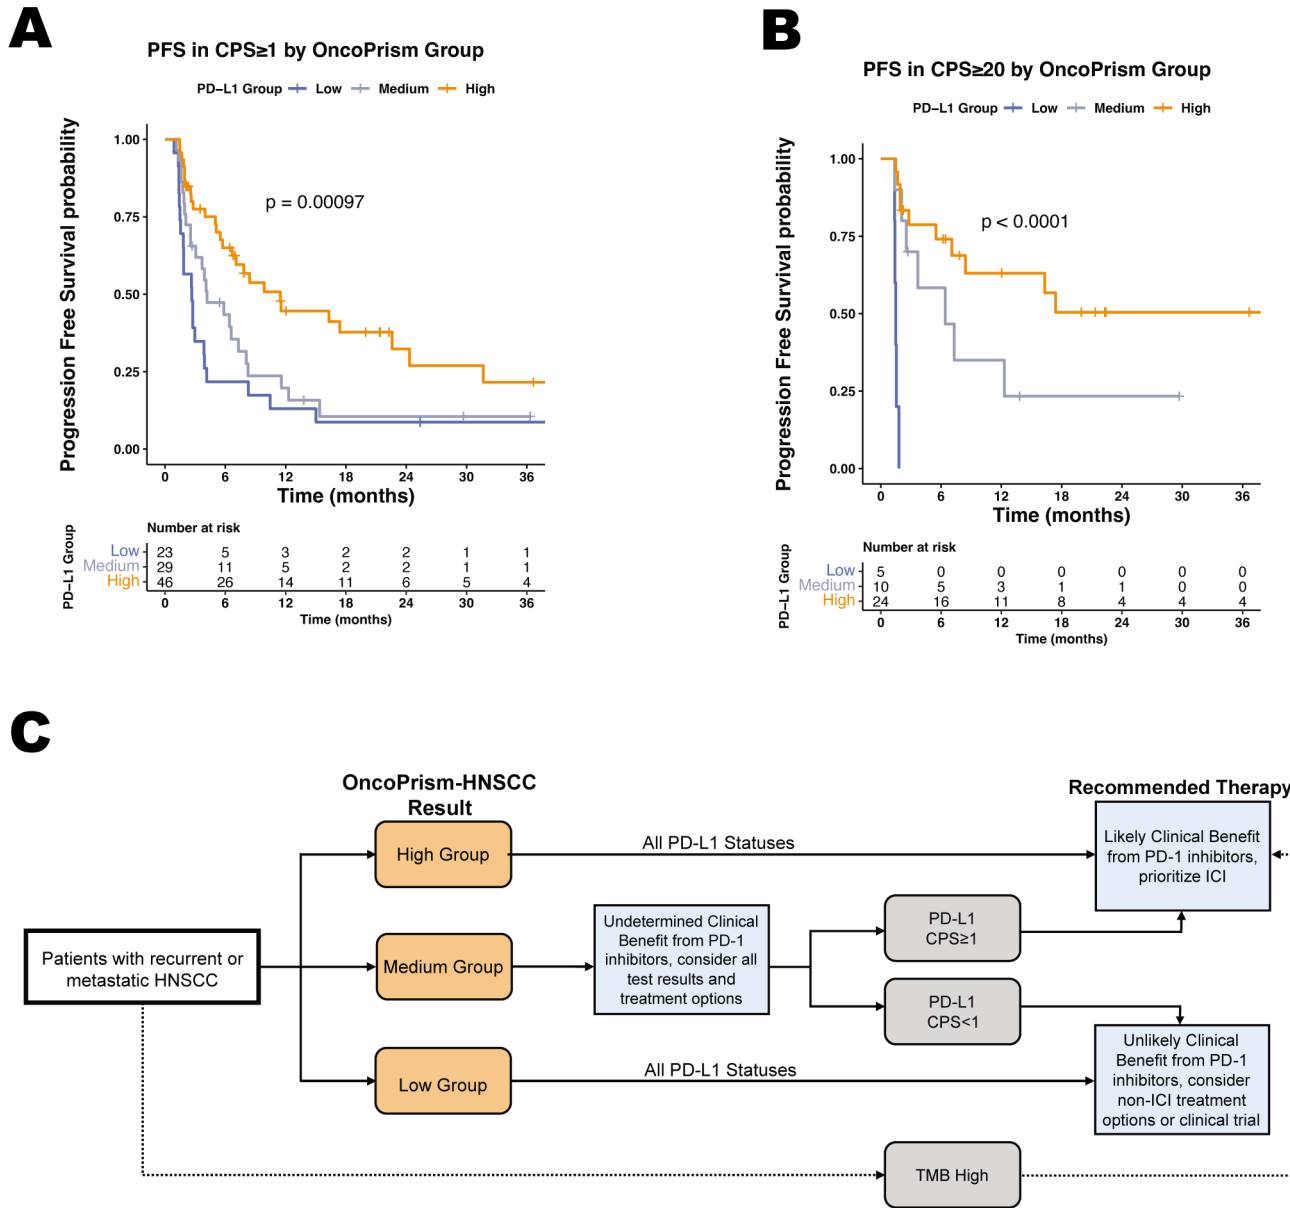 A
PFS in CPS≥1 by OncoPrism Group
PD-L1 Group Low Medium High
Progression Free Survival probability
1.00
0.75
0.50
0.25
0.00
p = 0.00097
0 6 12 18 24 30 36
Time (months)
Number at risk
PD-L1 Group
Low 23 5 3 2 2 1 1
Medium 29 11 5 2 2 1 1
High 46 26 14 11 6 5 4
0 6 12 18 24 30 36
Time (months)
B
PFS in CPS≥20 by OncoPrism Group
PD-L1 Group Low Medium High
Progression Free Survival probability
1.00
0.75
0.50
0.25
0.00
p < 0.0001
0 6 12 18 24 30 36
Time (months)
Number at risk
PD-L1 Group
Low 5 0 0 0 0 0 0
Medium 10 5 3 1 1 0 0
High 24 16 11 8 4 4 4
0 6 12 18 24 30 36
Time (months)
C
OncoPrism-HNSCC
Result
Recommended Therapy
Patients with recurrent or
metastatic HNSCC
High Group
All PD-L1 Statuses
Likely Clinical Benefit
from PD-1 inhibitors,
prioritize ICI
Medium Group
Undetermined Clinical
Benefit from PD-1
inhibitors, consider all
test results and
treatment options
PD-L1
CPS≥1
PD-L1
CPS<1
Low Group
All PD-L1 Statuses
Unlikely Clinical
Benefit from PD-1
inhibitors, consider
non-ICI treatment
options or clinical trial
TMB High